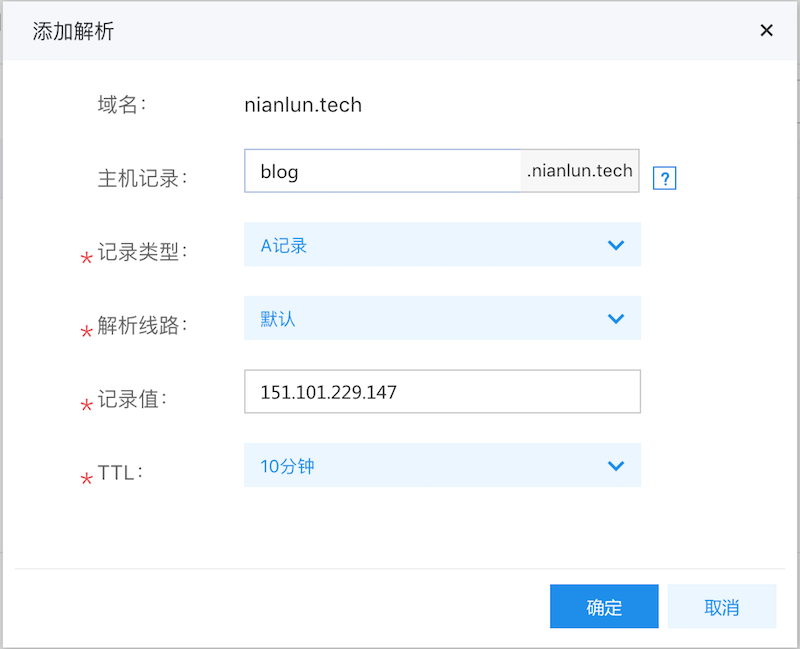 添加解析 ×
域名: nianlun.tech
主机记录: blog .nianlun.tech ?
* 记录类型: A记录
* 解析线路: 默认
* 记录值: 151.101.229.147
* TTL: 10分钟
确定 取消